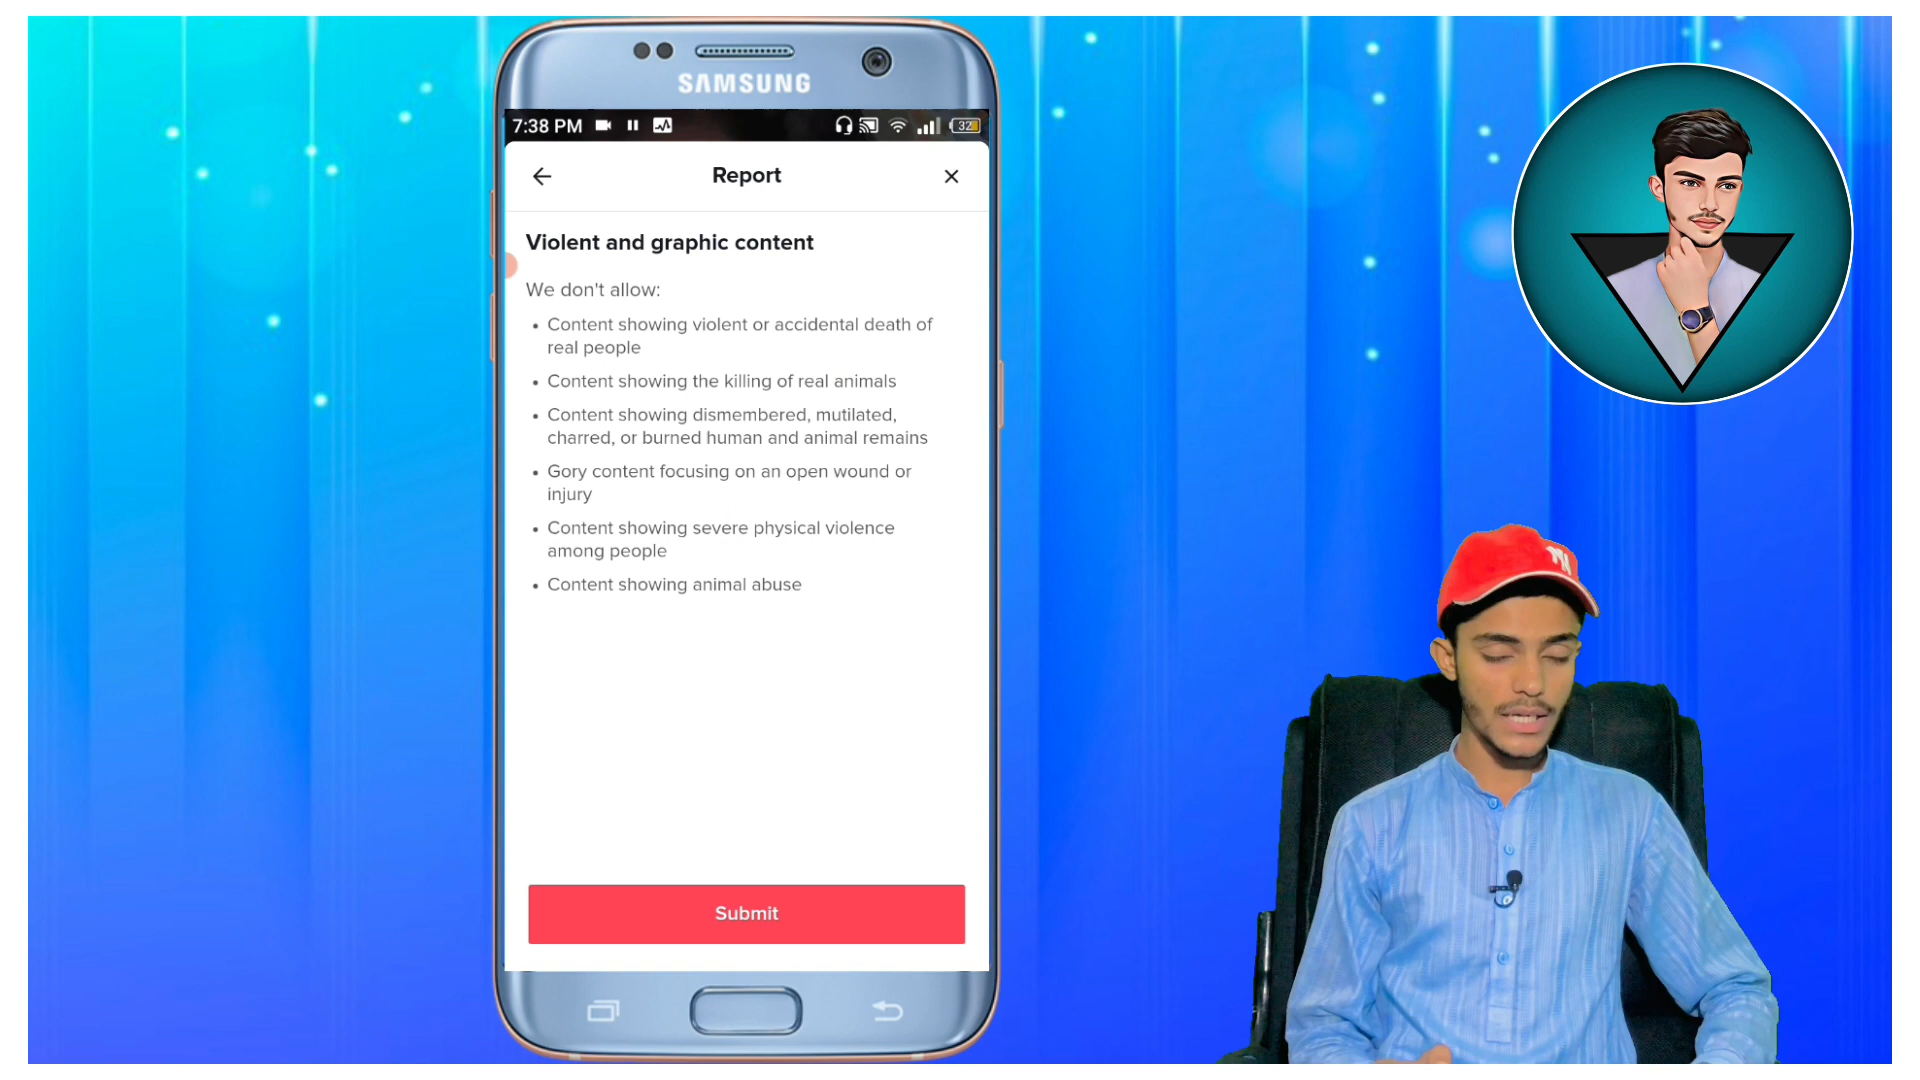 SAMSUNG
7:38 PM
32
Report
Violent and graphic content
We don't allow:
• Content showing violent or accidental death of
real people
• Content showing the killing of real animals
• Content showing dismembered, mutilated,
charred, or burned human and animal remains
• Gory content focusing on an open wound or
injury
• Content showing severe physical violence
among people
• Content showing animal abuse
Submit